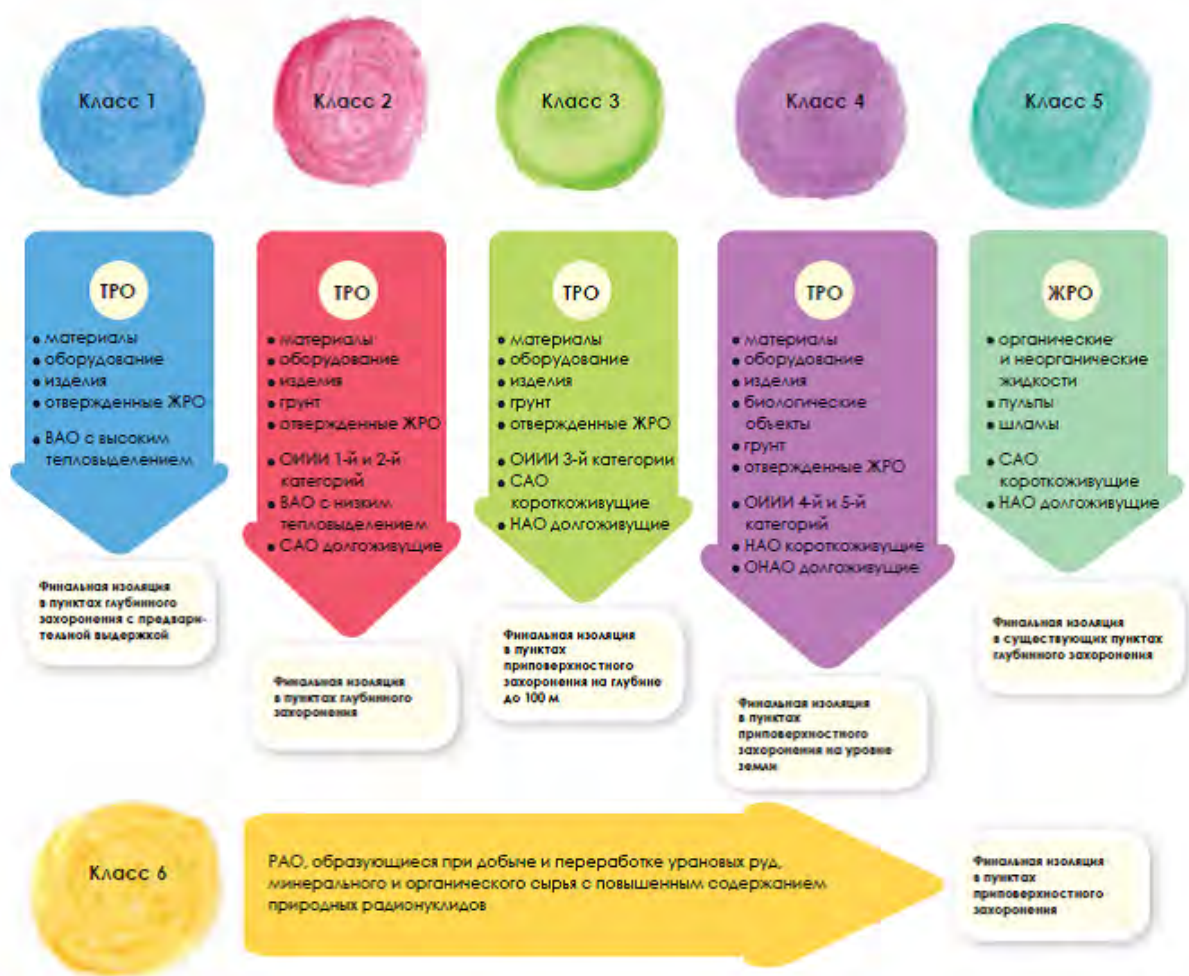 Класс 1
Класс 2
Класс 3
Класс 4
Класс 5
ТРО
• материалы
• оборудование
• изделия
• отвержденные ЖРО
• ВАО с высоким
тепловыделением
Финальная изоляция
в пунктах глубинного
захоронения с предвари-
тельной выдержкой
ТРО
• материалы
• оборудование
• изделия
• грунт
• отвержденные ЖРО
• ОИИИ 1-й и 2-й
категорий
• ВАО с низким
тепловыделением
• САО долгоживущие
Финальная изоляция
в пунктах глубинного
захоронения
ТРО
• материалы
• оборудование
• изделия
• грунт
• отвержденные ЖРО
• ОИИИ 3-й категории
• САО
короткоживущие
• НАО долгоживущие
Финальная изоляция
в пунктах
приповерхностного
захоронения на глубине
до 100 м
ТРО
• материалы
• оборудование
• изделия
• биологические
объекты
• грунт
• отвержденные ЖРО
• ОИИИ 4-й и 5-й
категорий
• НАО короткоживущие
• ОНАО долгоживущие
Финальная изоляция
в пунктах
приповерхностного
захоронения на уровне
земли
ЖРО
• органические
и неорганические
жидкости
• пульпы
• шламы
• САО
короткоживущие
• НАО долгоживущие
Финальная изоляция
в существующих пунктах
глубинного захоронения
Класс 6
РАО, образующиеся при добыче и переработке урановых руд,
минерального и органического сырья с повышенным содержанием
природных радионуклидов
Финальная изоляция
в пунктах
приповерхностного
захоронения